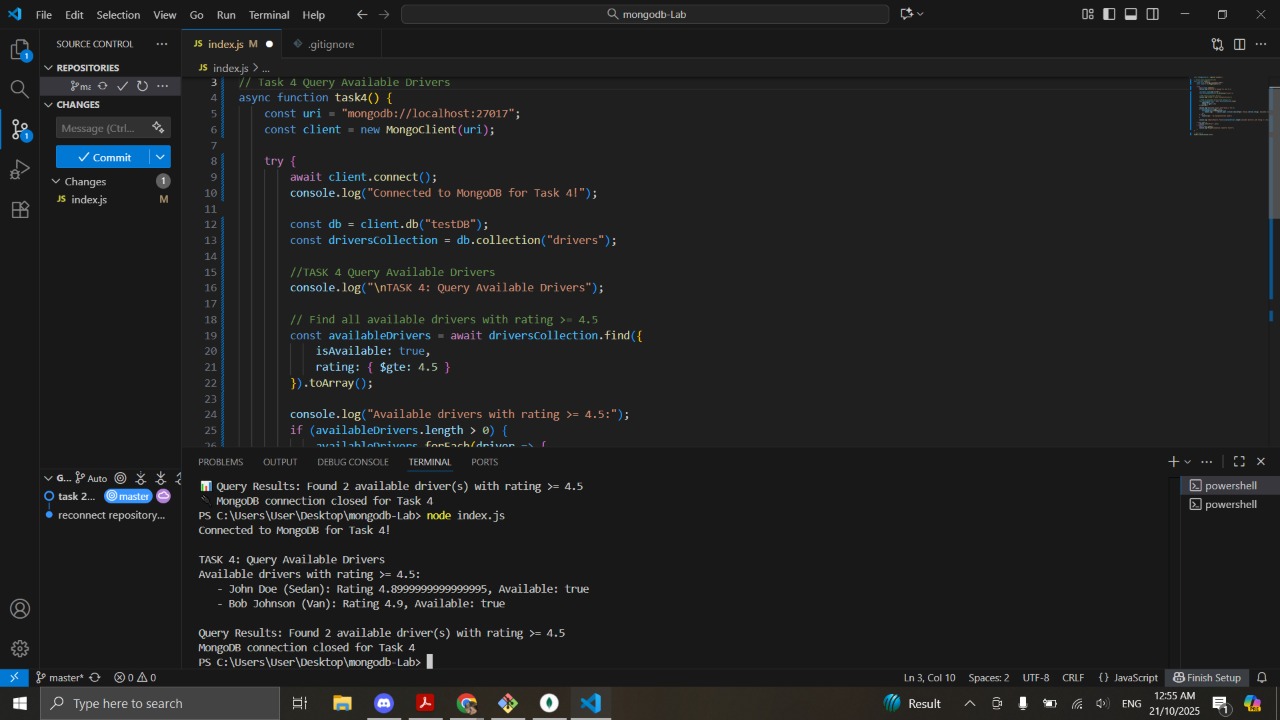 File Edit Selection View Go Run Terminal Help
mongodb-Lab
SOURCE CONTROL
REPOSITORIES
CHANGES
Message (Ctrl...
Commit
Changes 1
index.js M
G... Auto
task 2... master
reconnect repository...
JS index.js M
.gitignore
JS index.js > ...
3 // Task 4 Query Available Drivers
4 async function task4() {
5 const uri = "mongodb://localhost:27017";
6 const client = new MongoClient(uri);
7
8 try {
9 await client.connect();
10 console.log("Connected to MongoDB for Task 4!");
11
12 const db = client.db("testDB");
13 const driversCollection = db.collection("drivers");
14
15 //TASK 4 Query Available Drivers
16 console.log("\nTASK 4: Query Available Drivers");
17
18 // Find all available drivers with rating >= 4.5
19 const availableDrivers = await driversCollection.find({
20 isAvailable: true,
21 rating: { $gte: 4.5 }
22 }).toArray();
23
24 console.log("Available drivers with rating >= 4.5:");
25 if (availableDrivers.length > 0) {
26 availableDrivers.forEach(driver => {
PROBLEMS OUTPUT DEBUG CONSOLE TERMINAL PORTS
powershell
powershell
📊 Query Results: Found 2 available driver(s) with rating >= 4.5
MongoDB connection closed for Task 4
PS C:\Users\User\Desktop\mongodb-Lab> node index.js
Connected to MongoDB for Task 4!
TASK 4: Query Available Drivers
Available drivers with rating >= 4.5:
- John Doe (Sedan): Rating 4.8999999999999995, Available: true
- Bob Johnson (Van): Rating 4.9, Available: true
Query Results: Found 2 available driver(s) with rating >= 4.5
MongoDB connection closed for Task 4
PS C:\Users\User\Desktop\mongodb-Lab>
master* 0 0 Ln 3, Col 10 Spaces: 2 UTF-8 CRLF {} JavaScript Finish Setup
Type here to search
Result
ENG
12:55 AM
21/10/2025